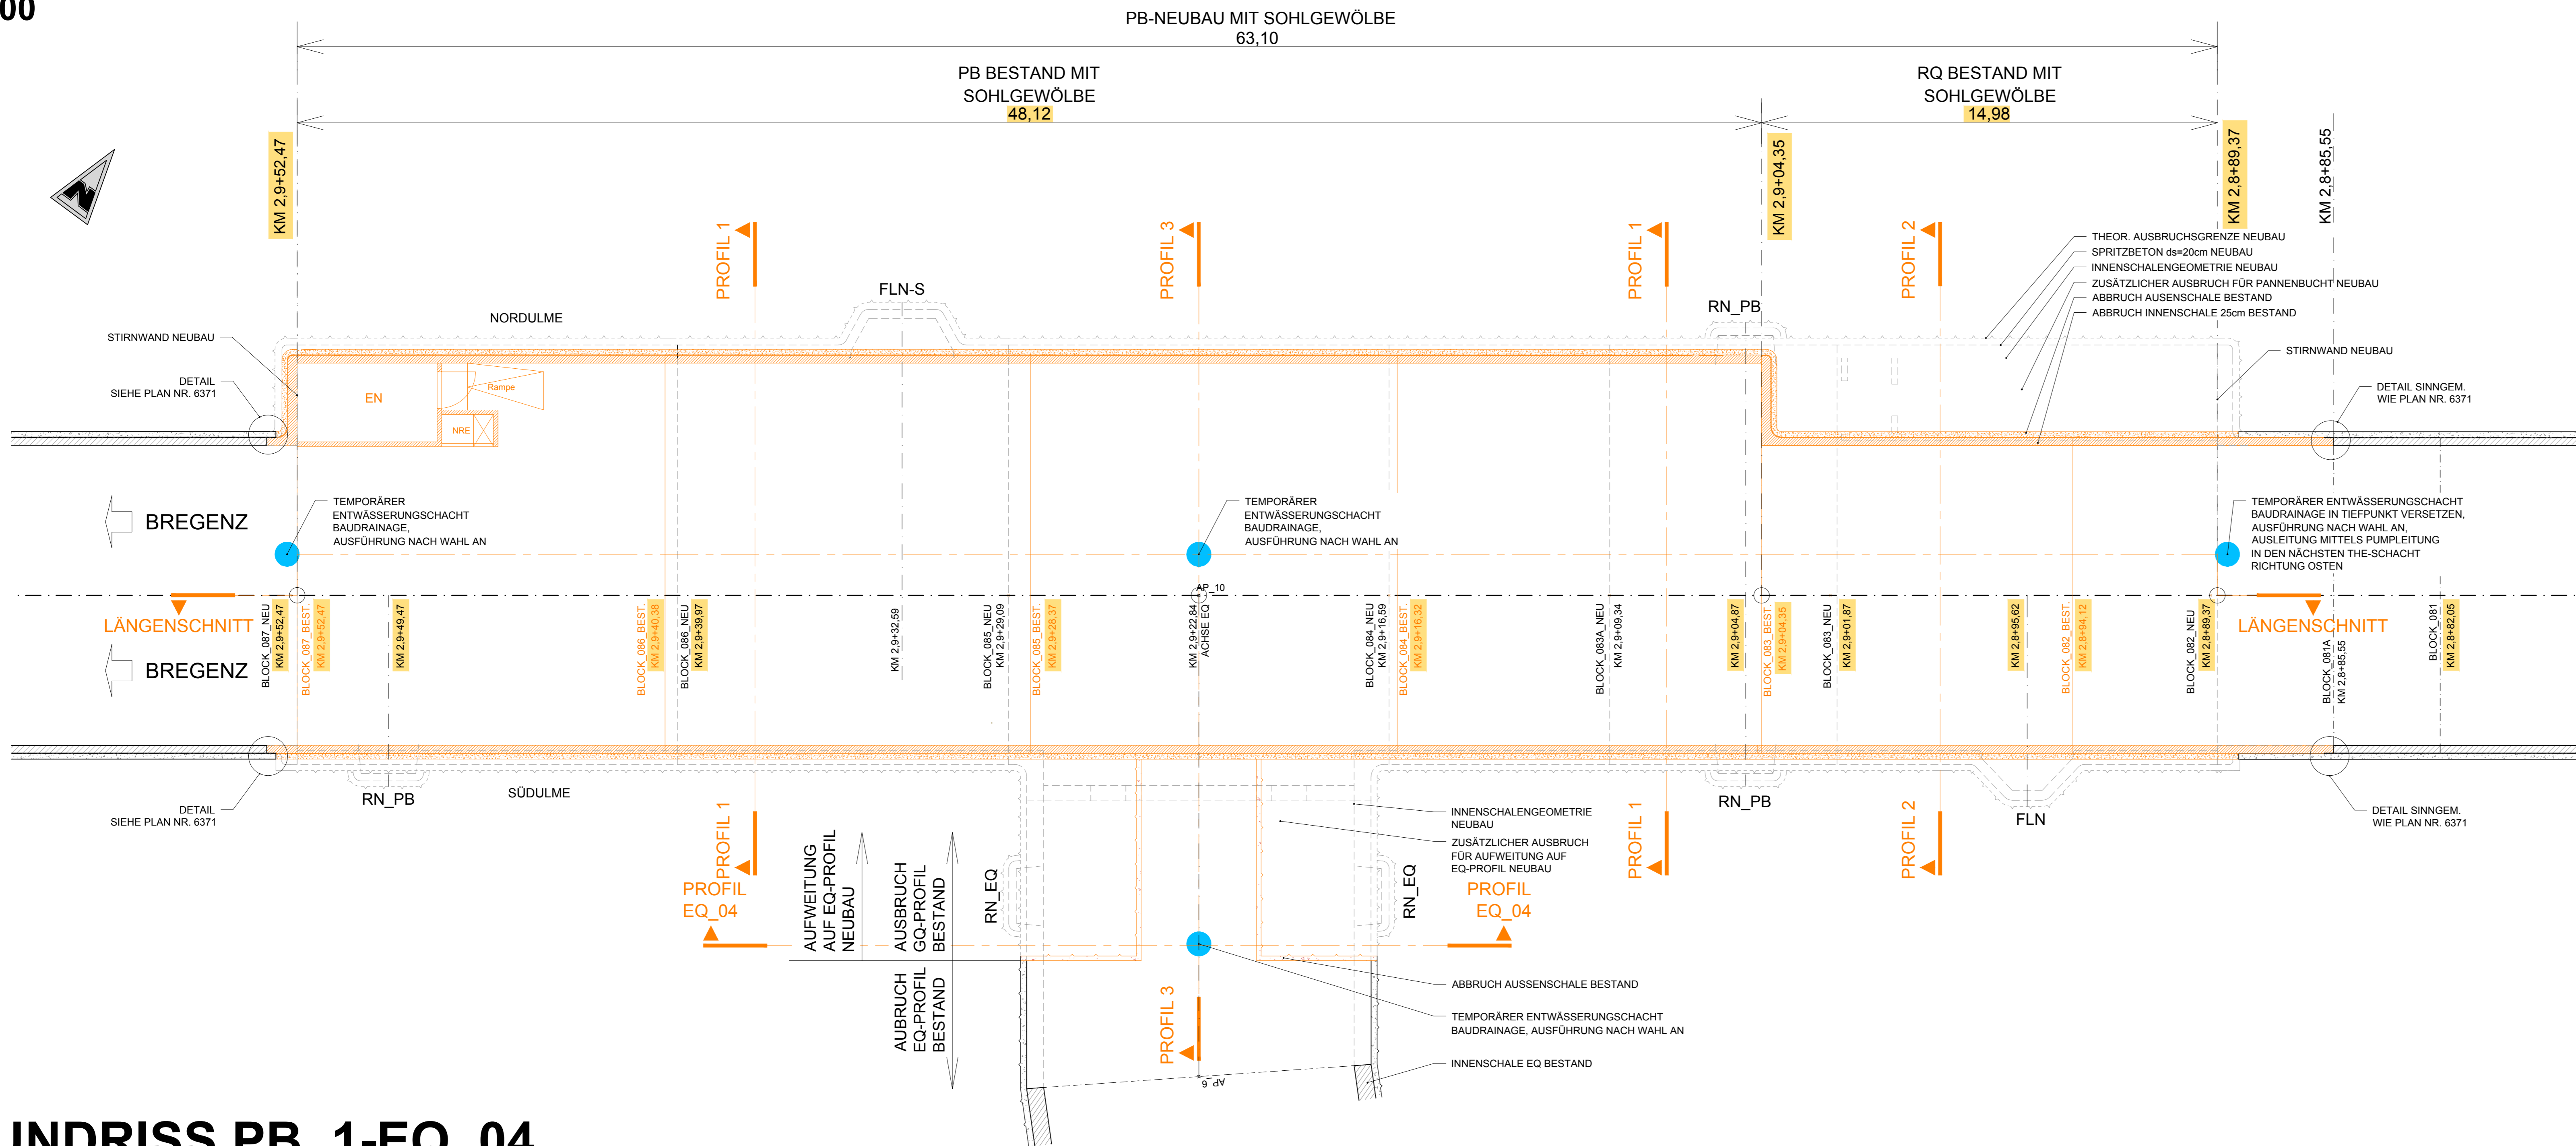 00
PB-NEUBAU MIT SOHLGEWÖLBE
63,10
PB BESTAND MIT
SOHLGEWÖLBE
48,12
RQ BESTAND MIT
SOHLGEWÖLBE
14,98
KM 2,9+52,47
KM 2,9+04,35
KM 2,8+89,37
KM 2,8+85,55
N
PROFIL 1
PROFIL 3
PROFIL 1
PROFIL 2
THEOR. AUSBRUCHSGRENZE NEUBAU
SPRITZBETON ds=20cm NEUBAU
INNENSCHALENGEOMETRIE NEUBAU
ZUSÄTZLICHER AUSBRUCH FÜR PANNENBUCHT NEUBAU
ABBRUCH AUSENSCHALE BESTAND
ABBRUCH INNENSCHALE 25cm BESTAND
FLN-S
RN_PB
NORDULME
STIRNWAND NEUBAU
STIRNWAND NEUBAU
DETAIL
SIEHE PLAN NR. 6371
DETAIL SINNGEM.
WIE PLAN NR. 6371
EN
Rampe
NRE
BREGENZ
TEMPORÄRER
ENTWÄSSERUNGSCHACHT
BAUDRAINAGE,
AUSFÜHRUNG NACH WAHL AN
TEMPORÄRER
ENTWÄSSERUNGSCHACHT
BAUDRAINAGE,
AUSFÜHRUNG NACH WAHL AN
TEMPORÄRER ENTWÄSSERUNGSCHACHT
BAUDRAINAGE IN TIEFPUNKT VERSETZEN,
AUSFÜHRUNG NACH WAHL AN,
AUSLEITUNG MITTELS PUMPLEITUNG
IN DEN NÄCHSTEN THE-SCHACHT
RICHTUNG OSTEN
AP_10
LÄNGENSCHNITT
BREGENZ
BLOCK_087_NEU
KM 2,9+52,47
BLOCK_087_BEST.
KM 2,9+52,47
KM 2,9+49,47
BLOCK_086_BEST.
KM 2,9+40,38
BLOCK_086_NEU
KM 2,9+39,97
KM 2,9+32,59
BLOCK_085_NEU
KM 2,9+29,09
BLOCK_085_BEST.
KM 2,9+28,37
KM 2,9+22,84
ACHSE EQ
BLOCK_084_NEU
KM 2,9+16,59
BLOCK_084_BEST.
KM 2,9+16,32
BLOCK_083A_NEU
KM 2,9+09,34
KM 2,9+04,87
BLOCK_083_BEST.
KM 2,9+04,35
BLOCK_083_NEU
KM 2,9+01,87
KM 2,8+95,62
BLOCK_082_BEST.
KM 2,8+94,12
BLOCK_082_NEU
KM 2,8+89,37
LÄNGENSCHNITT
BLOCK_081A
KM 2,8+85,55
BLOCK_081
KM 2,8+82,05
DETAIL
SIEHE PLAN NR. 6371
RN_PB
SÜDULME
RN_PB
FLN
DETAIL SINNGEM.
WIE PLAN NR. 6371
PROFIL 1
PROFIL 1
PROFIL 2
PROFIL
EQ_04
AUFWEITUNG
AUF EQ-PROFIL
NEUBAU
AUSBRUCH
GQ-PROFIL
BESTAND
RN_EQ
RN_EQ
INNENSCHALENGEOMETRIE
NEUBAU
ZUSÄTZLICHER AUSBRUCH
FÜR AUFWEITUNG AUF
EQ-PROFIL NEUBAU
PROFIL
EQ_04
AUBRUCH
EQ-PROFIL
BESTAND
PROFIL 3
ABBRUCH AUSSENSCHALE BESTAND
TEMPORÄRER ENTWÄSSERUNGSCHACHT
BAUDRAINAGE, AUSFÜHRUNG NACH WAHL AN
INNENSCHALE EQ BESTAND
AP_6
INDRISS PB_1-EQ_04